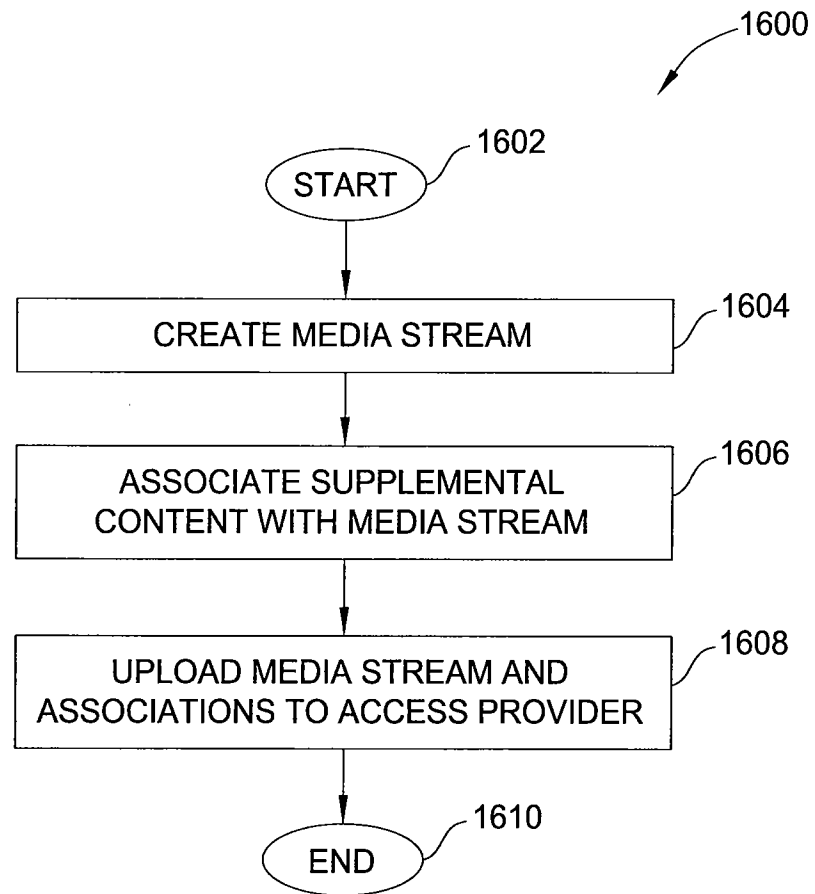 1600
1602
START
1604
CREATE MEDIA STREAM
1606
ASSOCIATE SUPPLEMENTAL
CONTENT WITH MEDIA STREAM
1608
UPLOAD MEDIA STREAM AND
ASSOCIATIONS TO ACCESS PROVIDER
1610
END